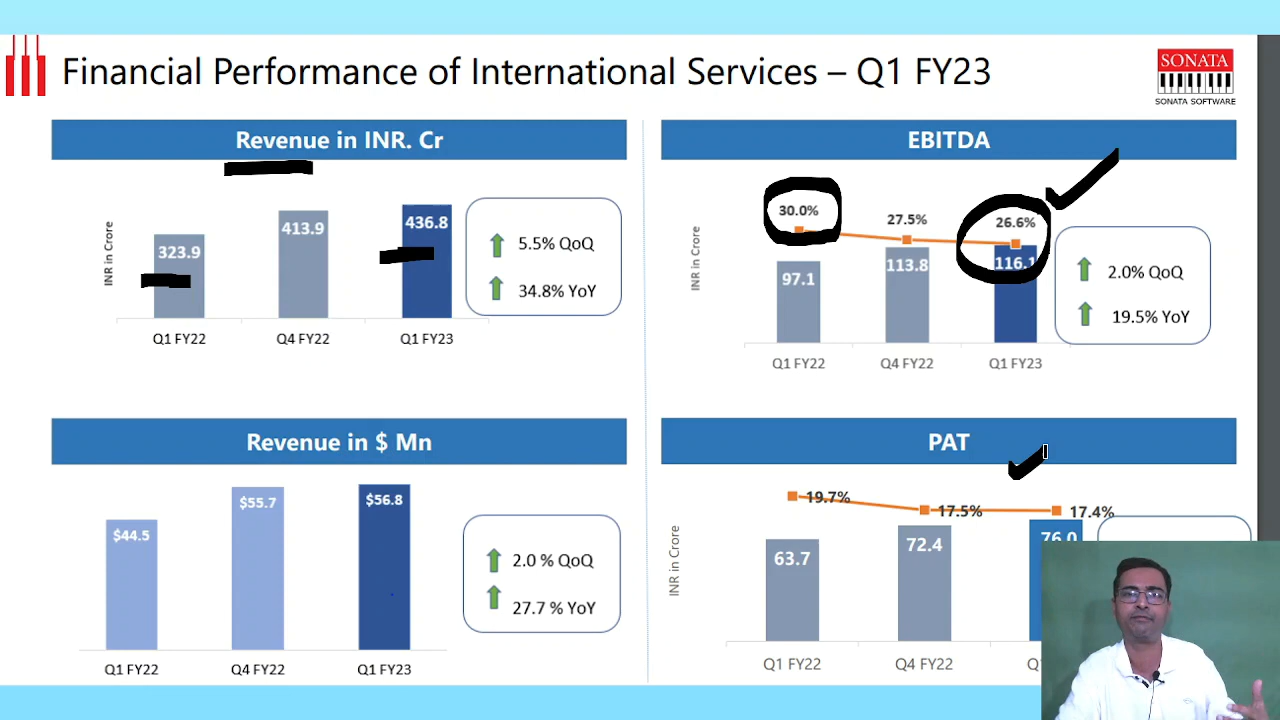 Financial Performance of International Services – Q1 FY23
SONATA
SONATA SOFTWARE
Revenue in INR. Cr
INR in Crore
323.9
413.9
436.8
Q1 FY22
Q4 FY22
Q1 FY23
5.5% QoQ
34.8% YoY
EBITDA
INR in Crore
30.0%
27.5%
26.6%
97.1
113.8
116.1
Q1 FY22
Q4 FY22
Q1 FY23
2.0% QoQ
19.5% YoY
Revenue in $ Mn
$44.5
$55.7
$56.8
Q1 FY22
Q4 FY22
Q1 FY23
2.0 % QoQ
27.7 % YoY
PAT
INR in Crore
19.7%
17.5%
17.4%
63.7
72.4
76.0
Q1 FY22
Q4 FY22